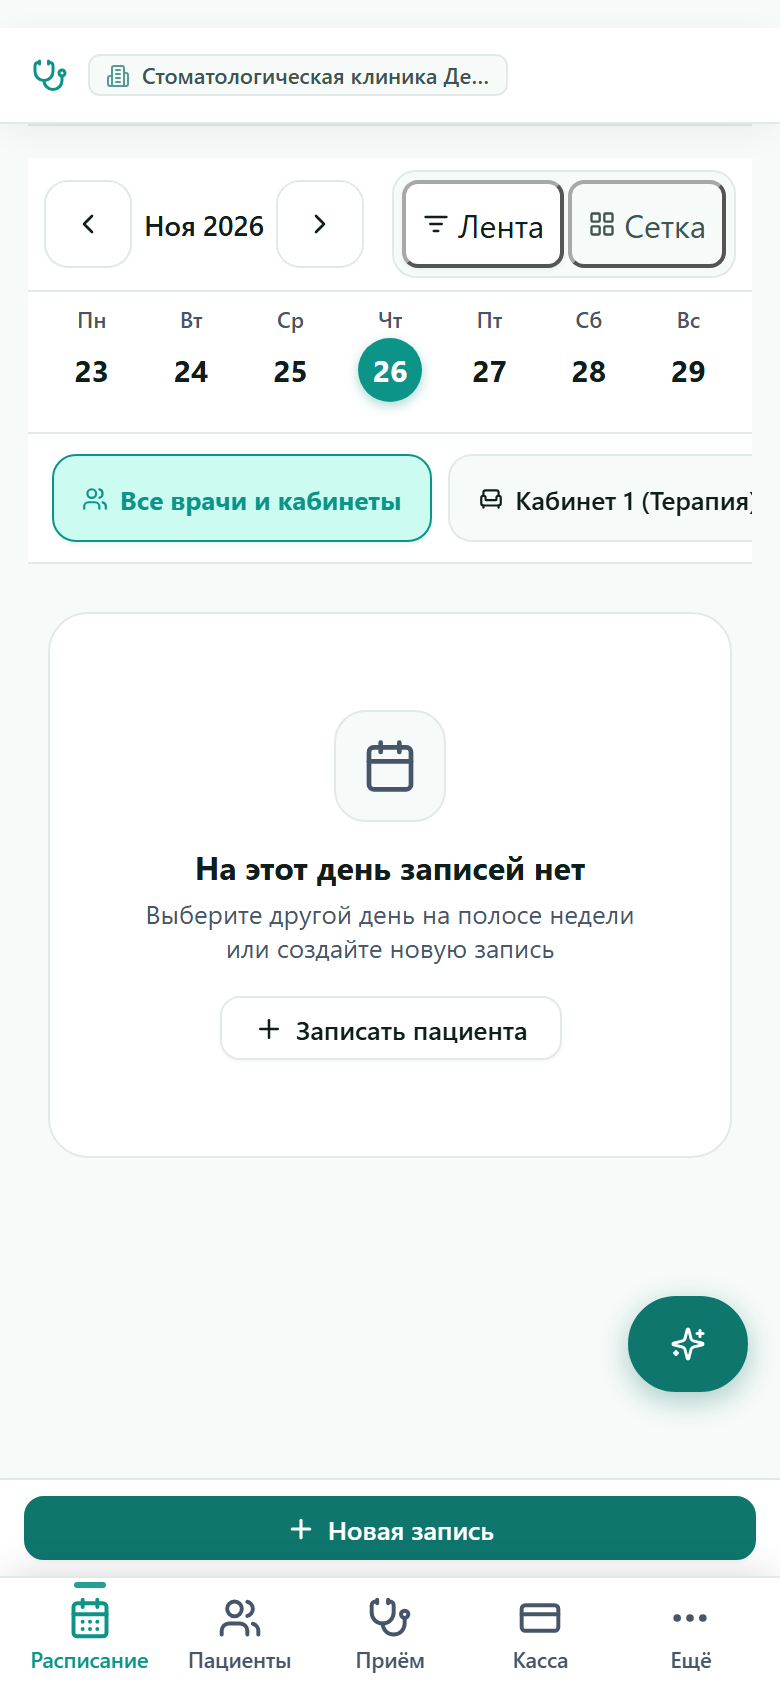 Стоматологическая клиника Де...
Ноя 2026
Лента
Сетка
Пн Вт Ср Чт Пт Сб Вс
23 24 25 26 27 28 29
Все врачи и кабинеты
Кабинет 1 (Терапия)
На этот день записей нет
Выберите другой день на полосе недели
или создайте новую запись
Записать пациента
Новая запись
Расписание Пациенты Приём Касса Ещё